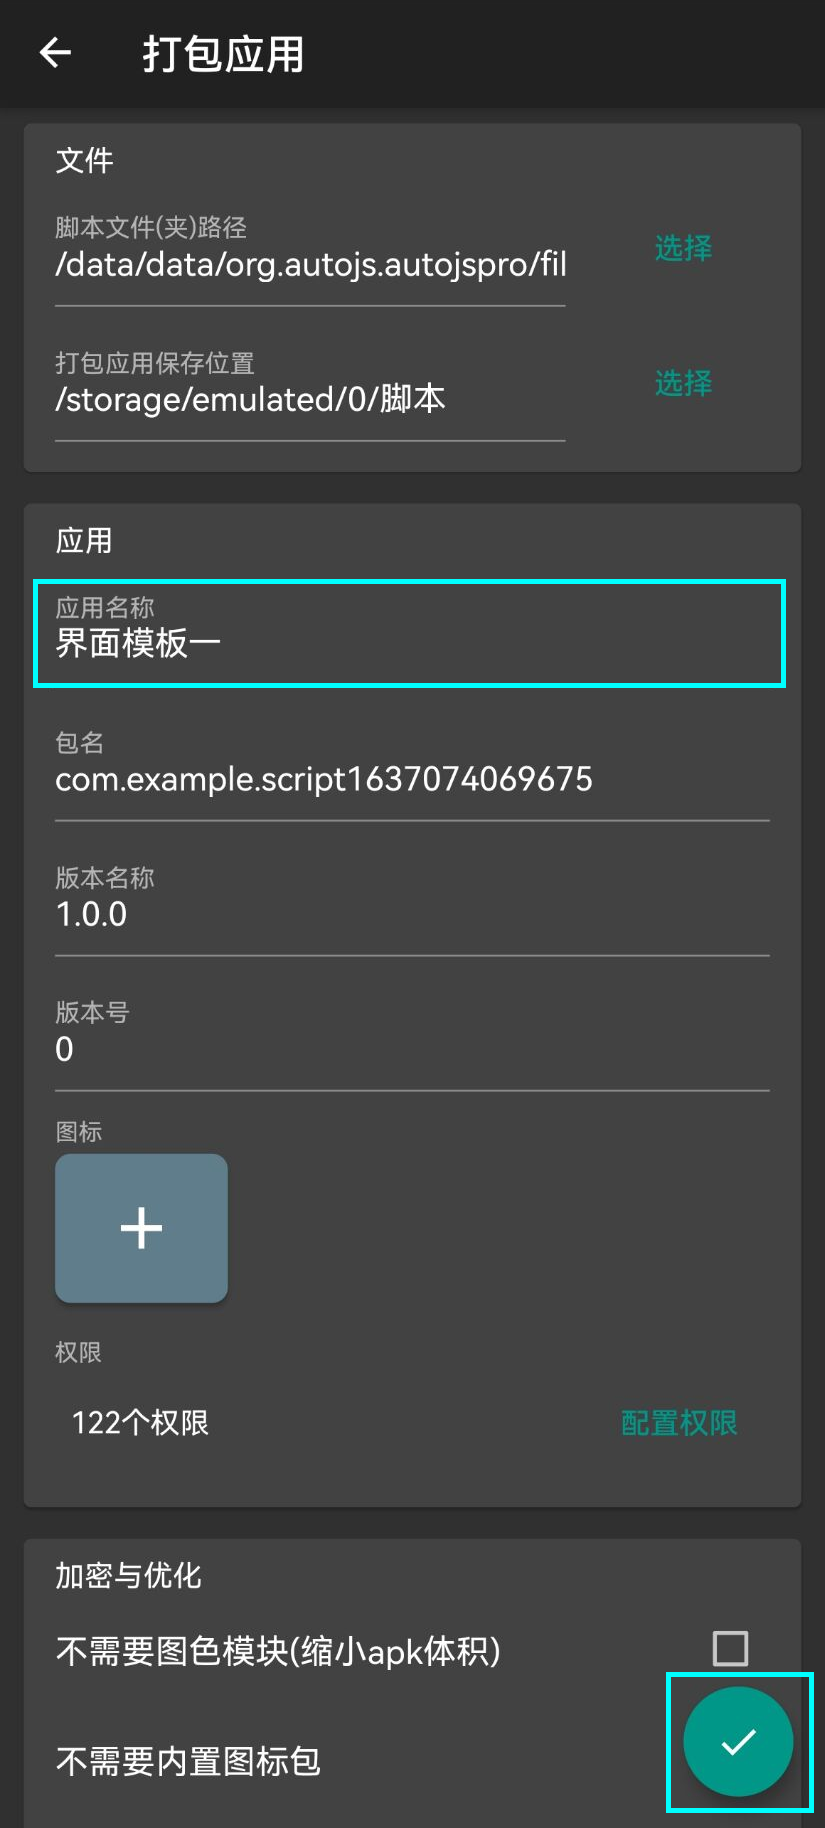 打包应用
文件
脚本文件(夹)路径
/data/data/org.autojs.autojspro/fil
选择
打包应用保存位置
/storage/emulated/0/脚本
选择
应用
应用名称
界面模板一
包名
com.example.script1637074069675
版本名称
1.0.0
版本号
0
图标
权限
122个权限
配置权限
加密与优化
不需要图色模块(缩小apk体积)
不需要内置图标包